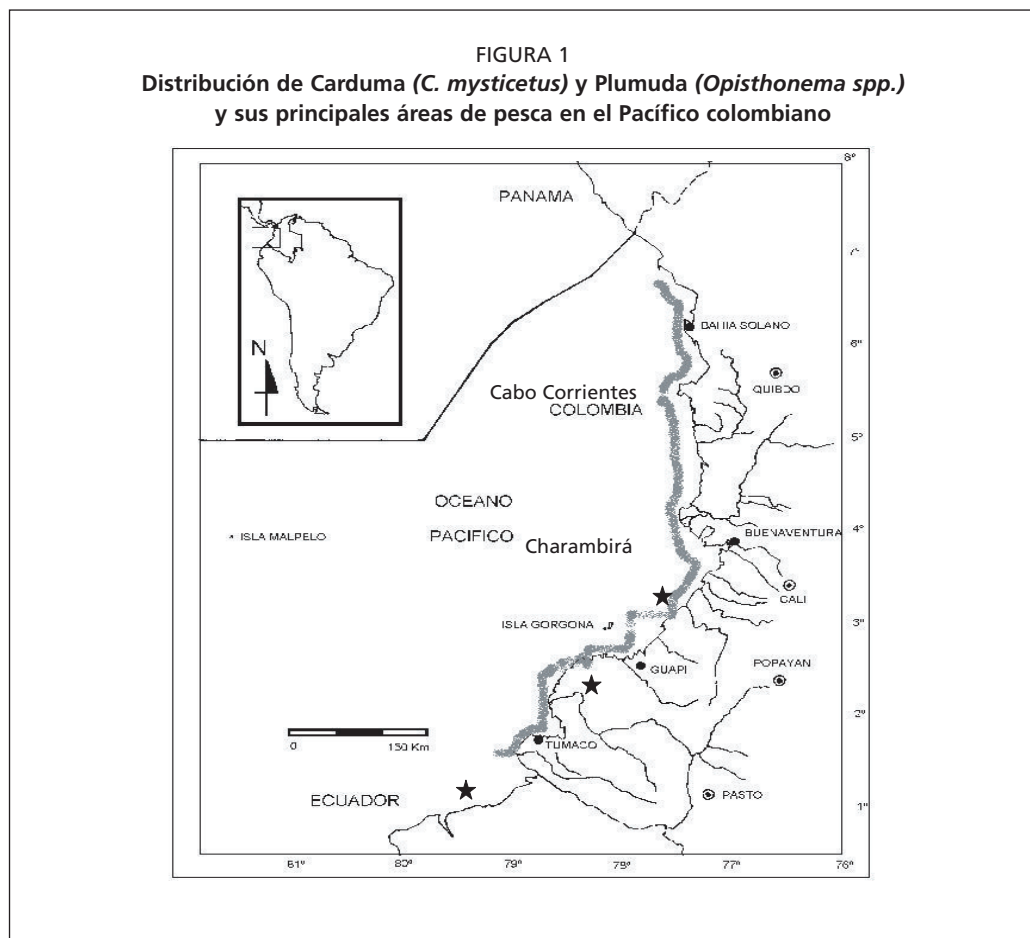 FIGURA 1
Distribución de Carduma (C. mysticetus) y Plumuda (Opisthonema spp.)
y sus principales áreas de pesca en el Pacífico colombiano
8°
PANAMA
7°
BAHIA SOLANO
6°
N
QUIBDO
Cabo Corrientes
COLOMBIA
5°
OCEANO
PACIFICO
BUENAVENTURA
4°
ISLA MALPELO
Charambirá
CALI
ISLA GORGONA
3°
GUAPI
POPAYAN
2°
0 150 Km
TUMACO
ECUADOR
PASTO
1°
81° 80° 79° 78° 77° 76°